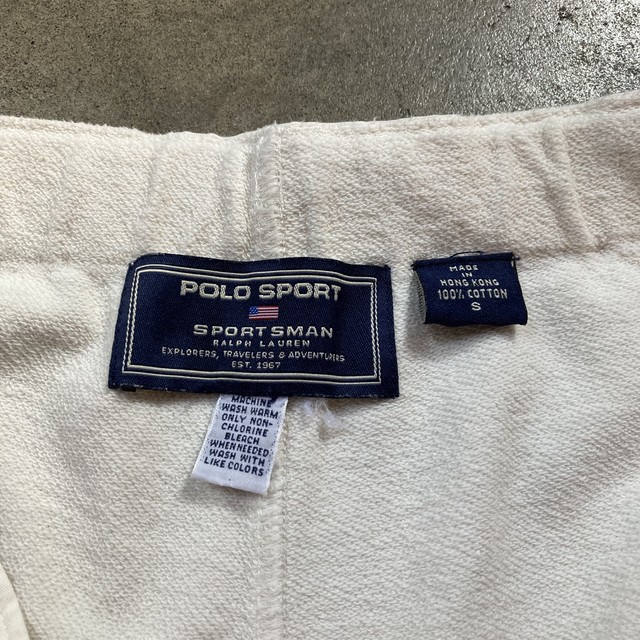 POLO SPORT
SPORTSMAN
RALPH LAUREN
EXPLORERS, TRAVELERS & ADVENTURERS
EST. 1967
MADE
IN
HONG KONG
100% COTTON
S
MACHINE
WASH WARM
ONLY NON-
CHLORINE
BLEACH
WHEN NEEDED
WASH WITH
LIKE COLORS